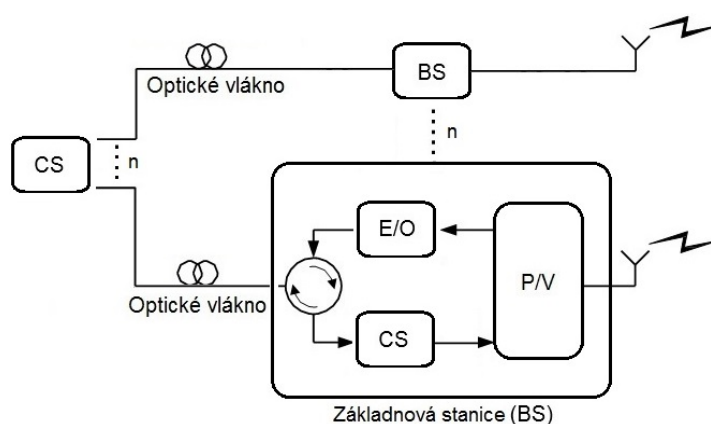 BS
Optické vlákno
CS
n
n
E/O
P/V
Optické vlákno
CS
Základnová stanice (BS)